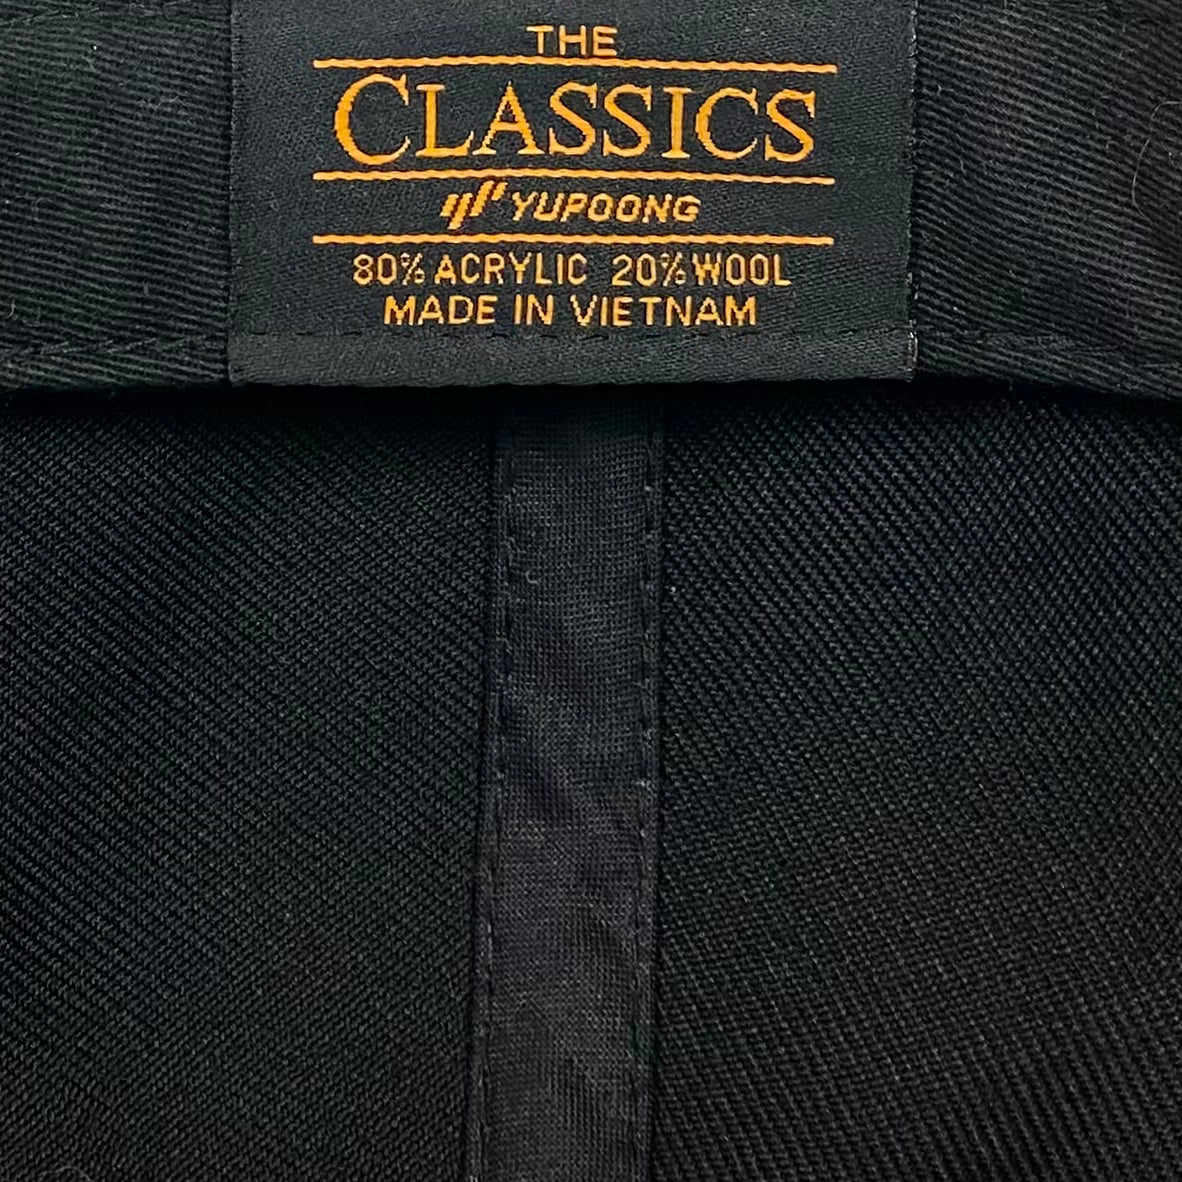 THE
CLASSICS
YUPOONG
80% ACRYLIC 20% WOOL
MADE IN VIETNAM